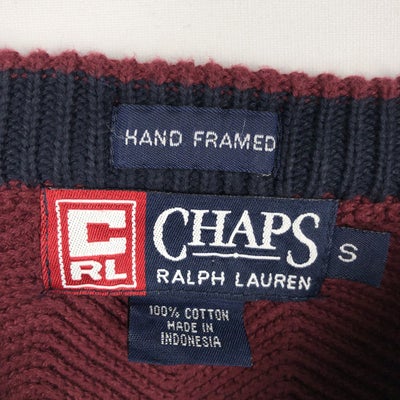 HAND FRAMED
C
RL
CHAPS
RALPH LAUREN
S
100% COTTON
MADE IN
INDONESIA